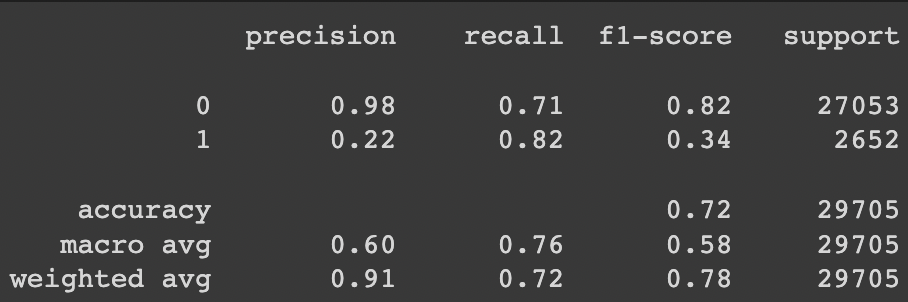 precision recall f1-score support
0 0.98 0.71 0.82 27053
1 0.22 0.82 0.34 2652
accuracy 0.72 29705
macro avg 0.60 0.76 0.58 29705
weighted avg 0.91 0.72 0.78 29705